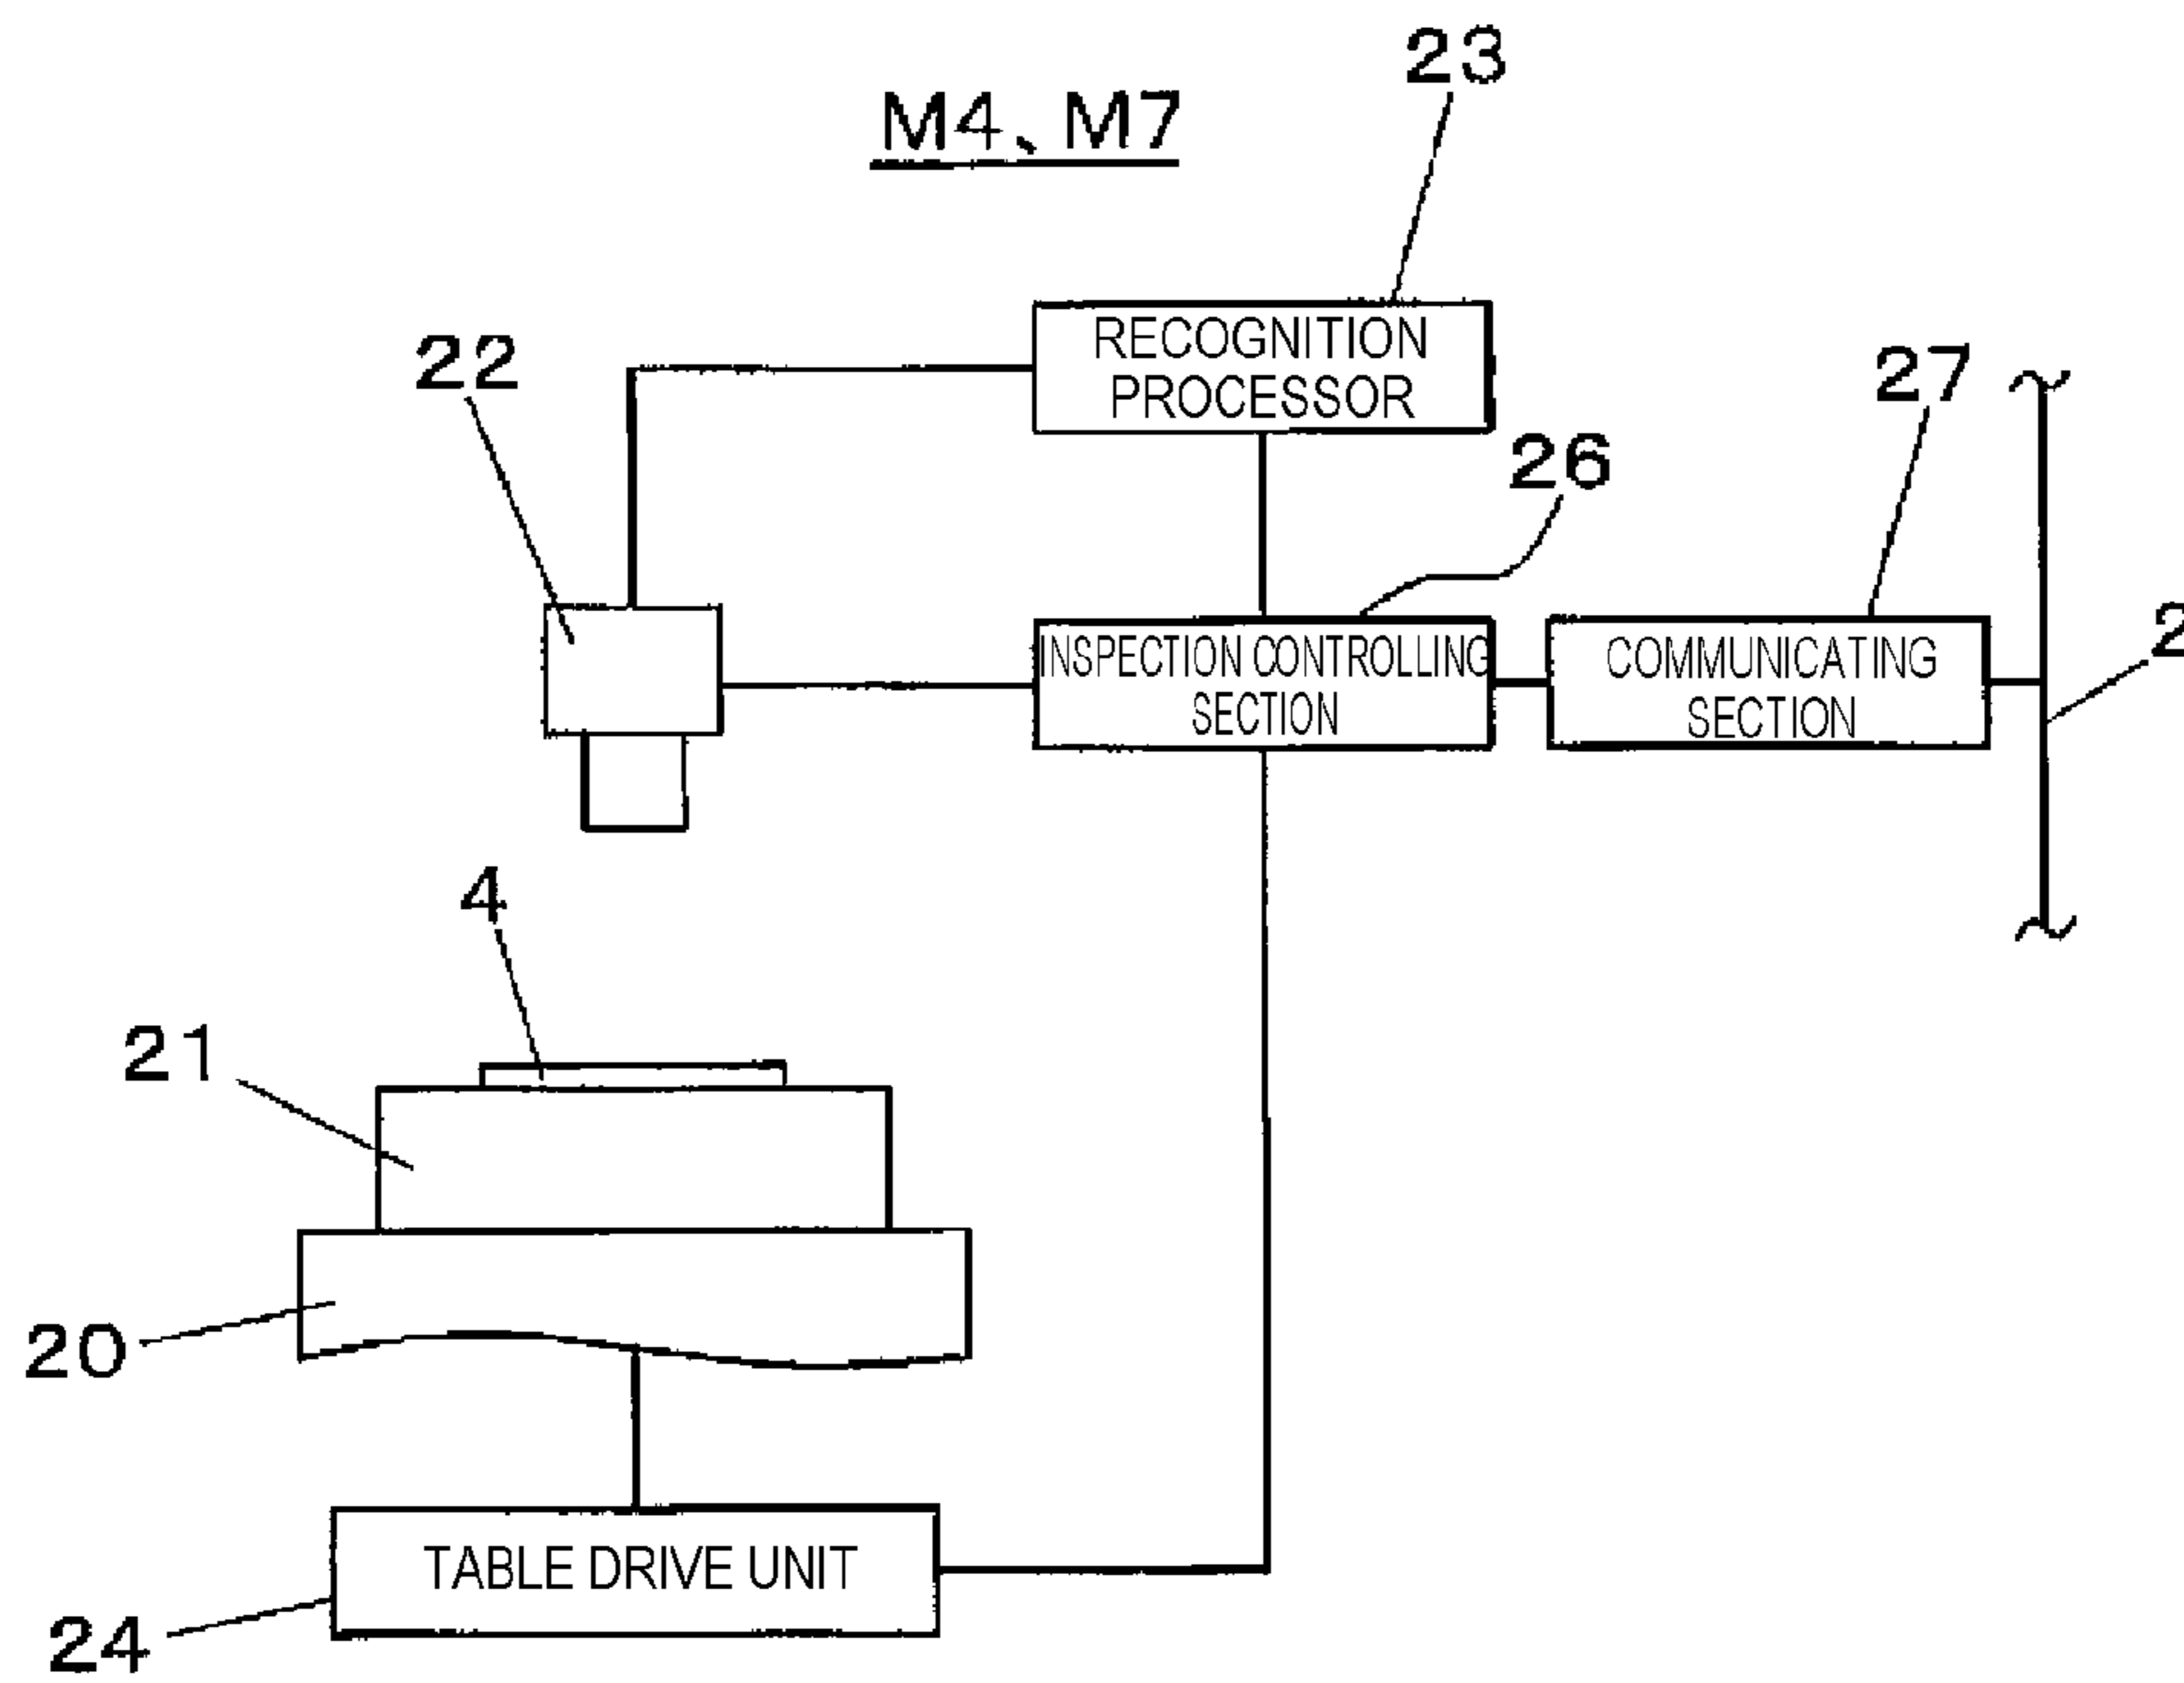 23
M4、M7
RECOGNITION
PROCESSOR
22
27
26
INSPECTION CONTROLLING
SECTION
COMMUNICATING
SECTION
2
4
21
20
TABLE DRIVE UNIT
24